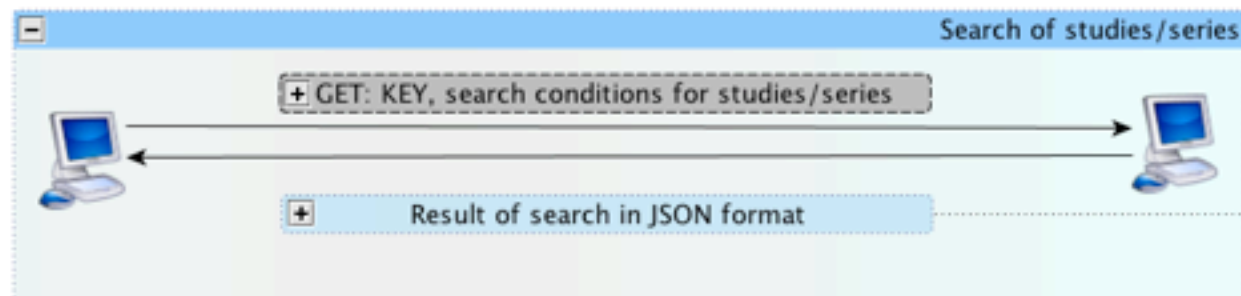 Search of studies/series
GET: KEY, search conditions for studies/series
Result of search in JSON format